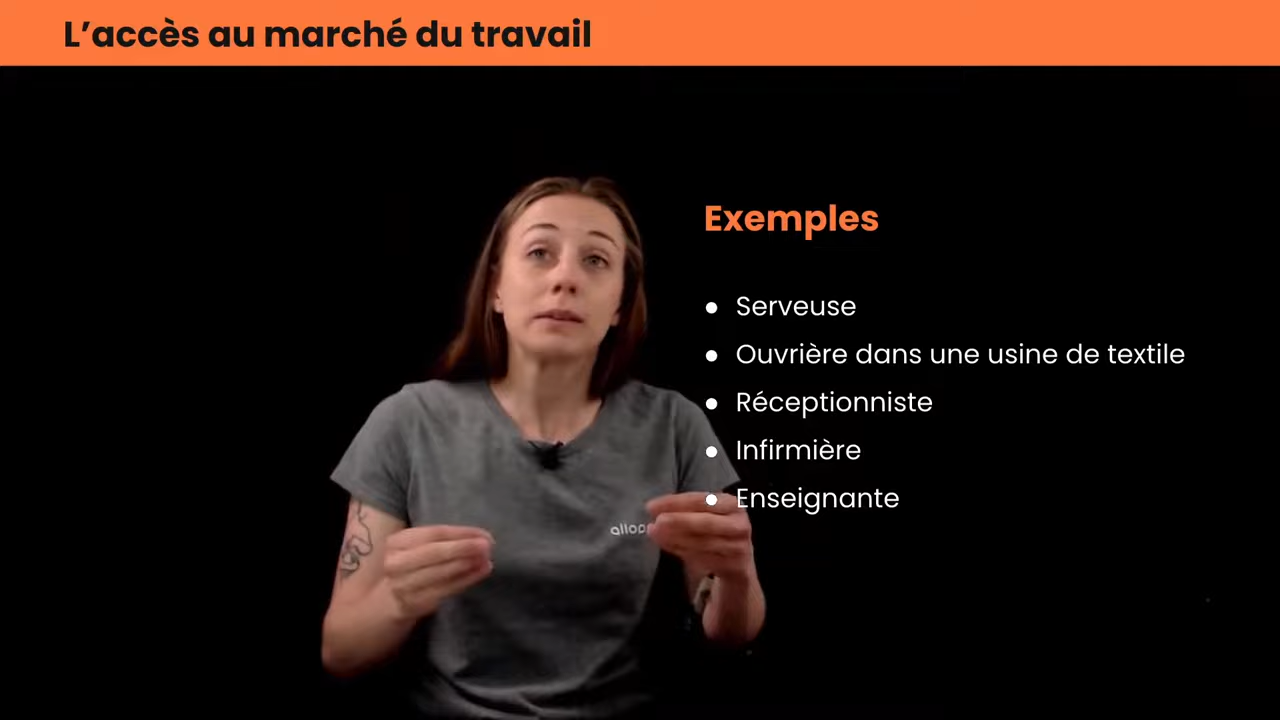 L’accès au marché du travail
Exemples
● Serveuse
● Ouvrière dans une usine de textile
● Réceptionniste
● Infirmière
● Enseignante